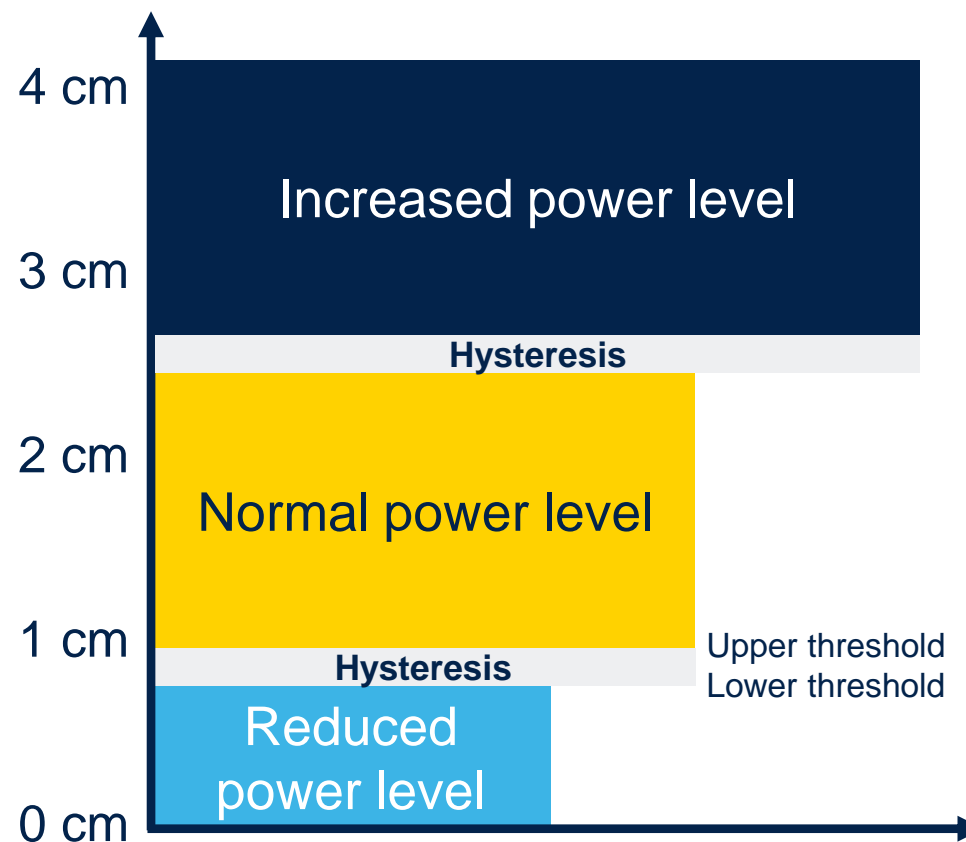 4 cm
Increased power level
3 cm
Hysteresis
2 cm
Normal power level
1 cm
Upper threshold
Hysteresis
Lower threshold
Reduced
power level
0 cm